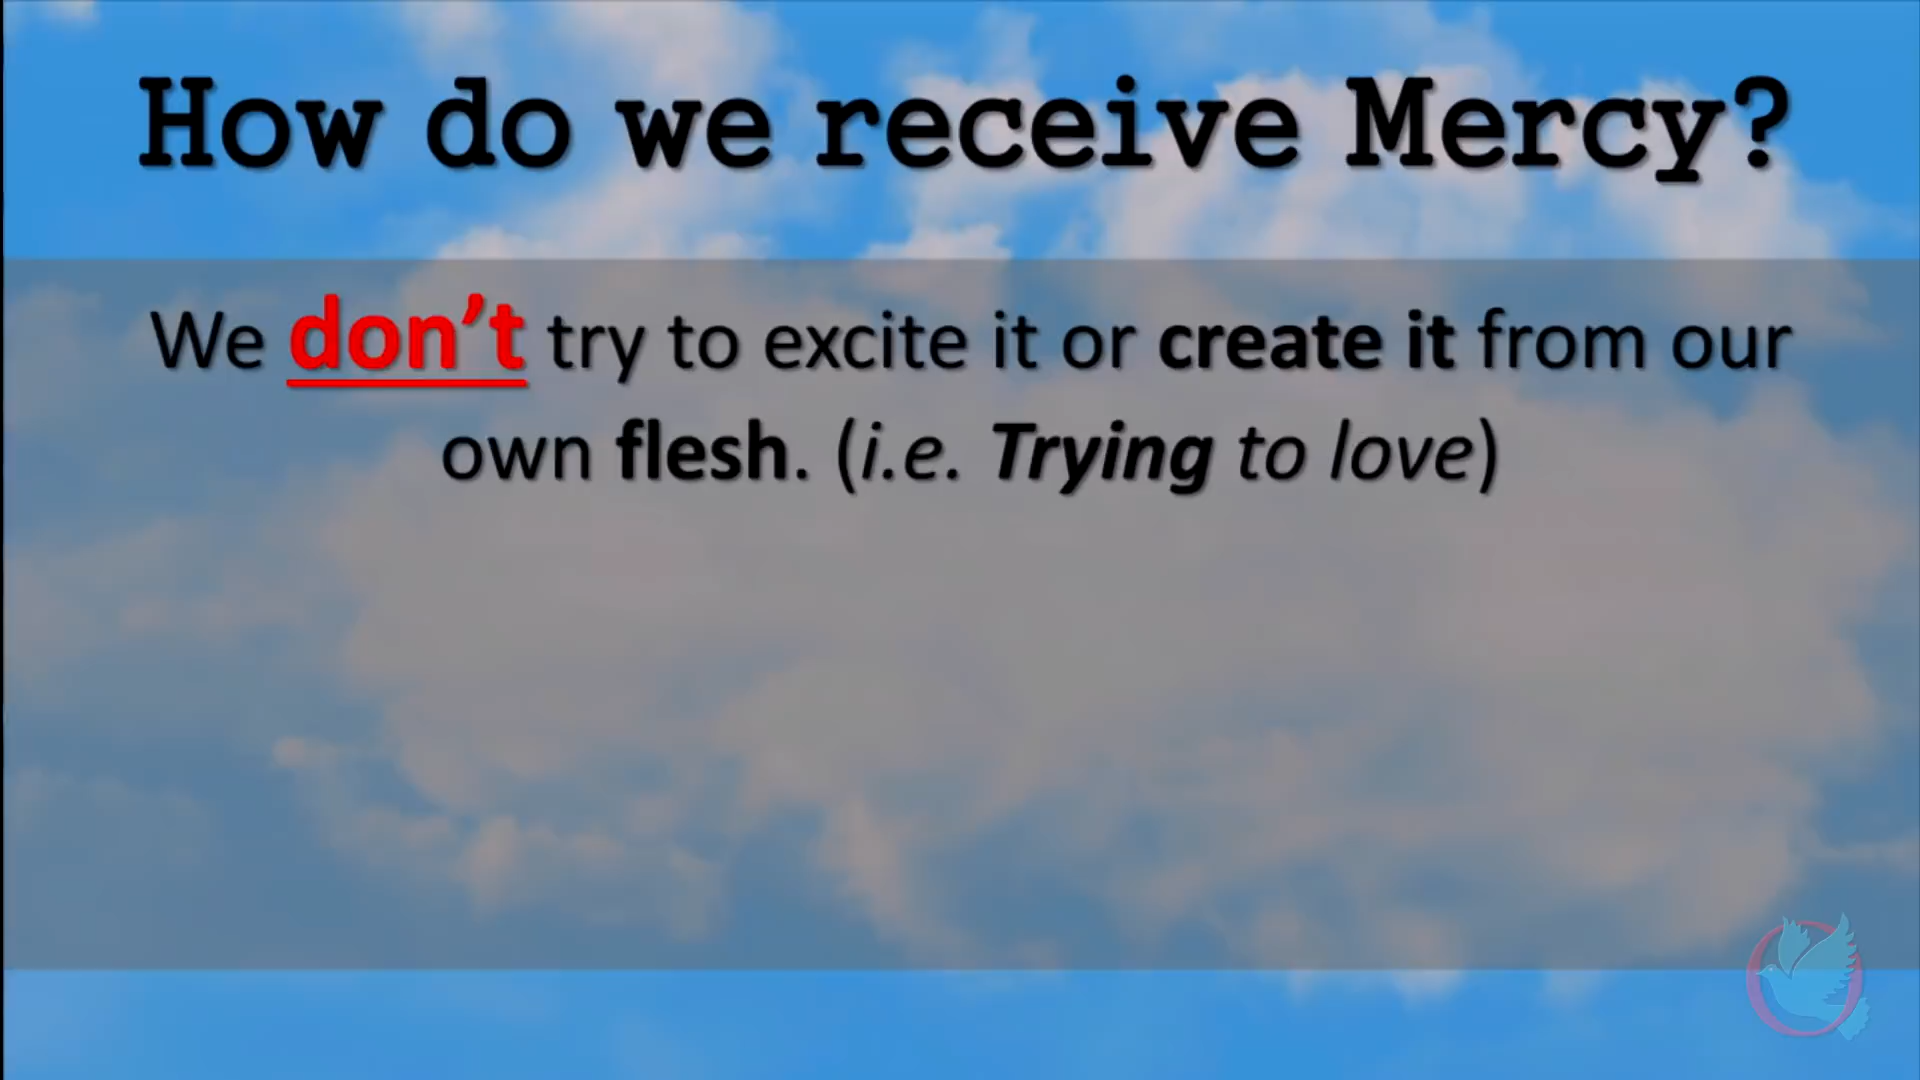 How do we receive Mercy?
We don’t try to excite it or create it from our
own flesh. (i.e. Trying to love)